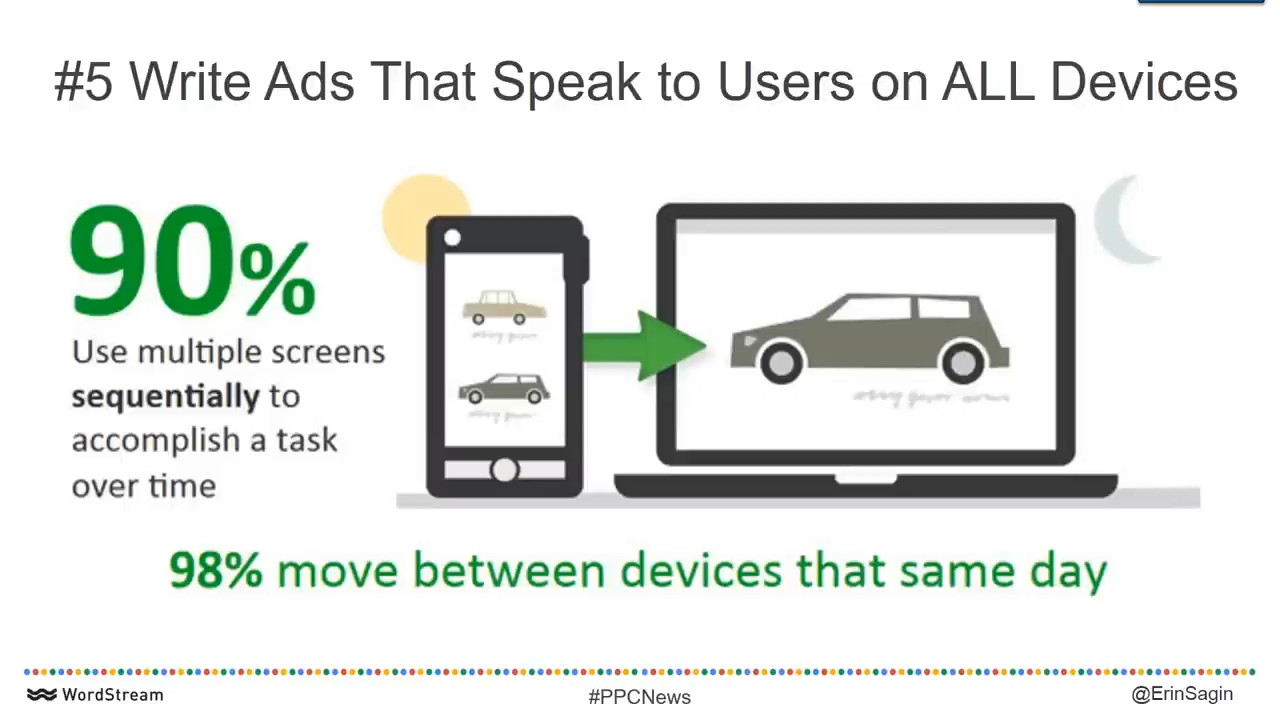 #5 Write Ads That Speak to Users on ALL Devices
90%
Use multiple screens
sequentially to
accomplish a task
over time
98% move between devices that same day
WordStream
#PPCNews
@ErinSagin